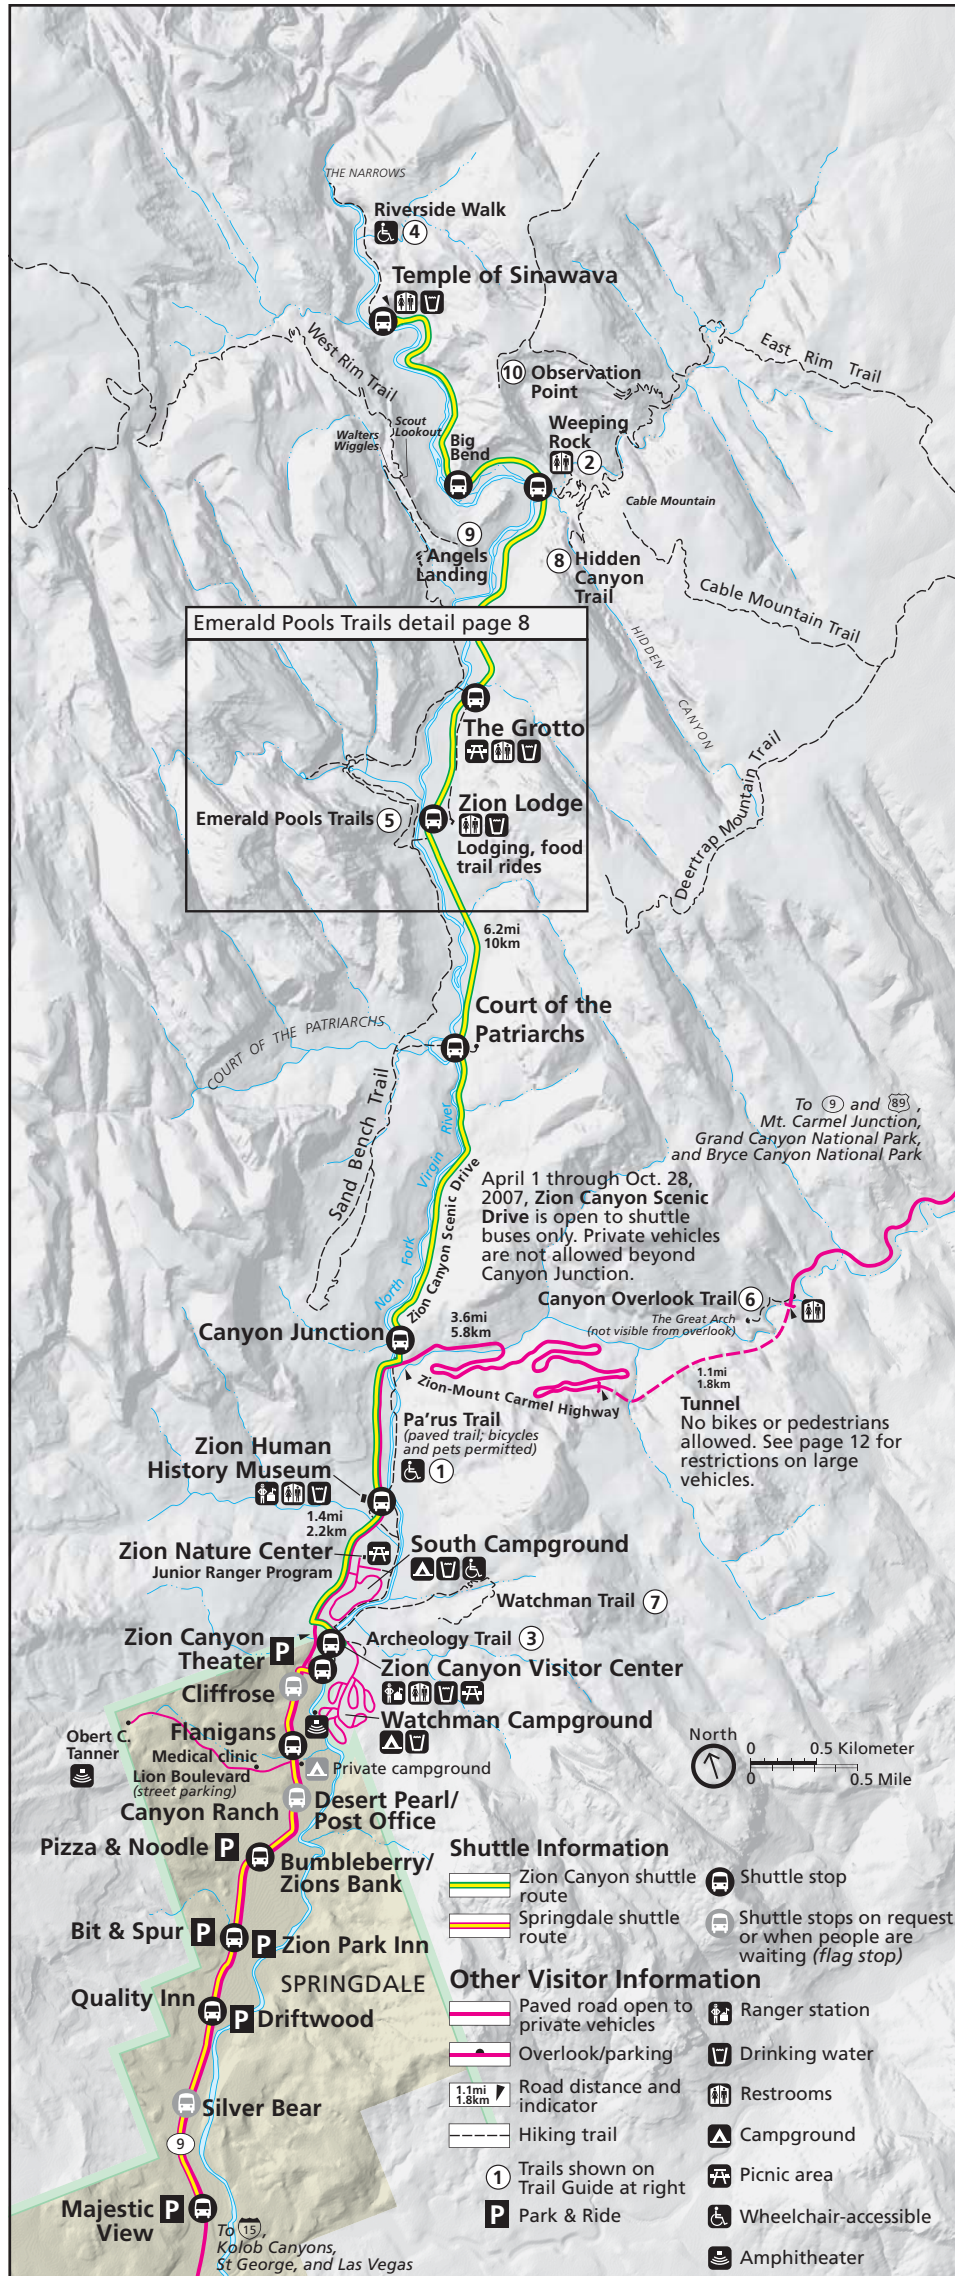 THE NARROWS
Riverside Walk
4
Temple of Sinawava
West Rim Trail
East Rim Trail
10 Observation
Point
Scout
Lookout
Walters
Wiggles
Big
Bend
Weeping
Rock
2
Cable Mountain
9
Angels
Landing
8 Hidden
Canyon
Trail
Cable Mountain Trail
Emerald Pools Trails detail page 8
HIDDEN CANYON
The Grotto
Deertrap Mountain Trail
Zion Lodge
Emerald Pools Trails 5
Lodging, food
trail rides
6.2mi
10km
Court of the
Patriarchs
COURT OF THE PATRIARCHS
Sand Bench Trail
North Fork Virgin River
Zion Canyon Scenic Drive
To 9 and 89,
Mt. Carmel Junction,
Grand Canyon National Park,
and Bryce Canyon National Park
April 1 through Oct. 28,
2007, Zion Canyon Scenic
Drive is open to shuttle
buses only. Private vehicles
are not allowed beyond
Canyon Junction.
Canyon Overlook Trail 6
The Great Arch
(not visible from overlook)
Canyon Junction
3.6mi
5.8km
Zion-Mount Carmel Highway
1.1mi
1.8km
Tunnel
No bikes or pedestrians
allowed. See page 12 for
restrictions on large
vehicles.
Pa'rus Trail
(paved trail; bicycles
and pets permitted)
1
Zion Human
History Museum
1.4mi
2.2km
Zion Nature Center
Junior Ranger Program
South Campground
Watchman Trail 7
Zion Canyon
Theater
P
Archeology Trail 3
Zion Canyon Visitor Center
Cliffrose
Watchman Campground
Flanigans
Obert C.
Tanner
Medical clinic
Lion Boulevard
(street parking)
Private campground
Canyon Ranch
Desert Pearl/
Post Office
Pizza & Noodle P
Bumbleberry/
Zions Bank
Bit & Spur P
P Zion Park Inn
SPRINGDALE
Quality Inn
P Driftwood
Silver Bear
9
Majestic
View
P
To 15,
Kolob Canyons,
St George, and Las Vegas
North
0 0.5 Kilometer
0 0.5 Mile
Shuttle Information
Zion Canyon shuttle
route
Shuttle stop
Springdale shuttle
route
Shuttle stops on request
or when people are
waiting (flag stop)
Other Visitor Information
Paved road open to
private vehicles
Ranger station
Overlook/parking
Drinking water
1.1mi
1.8km
Road distance and
indicator
Restrooms
Hiking trail
Campground
1 Trails shown on
Trail Guide at right
Picnic area
P Park & Ride
Wheelchair-accessible
Amphitheater